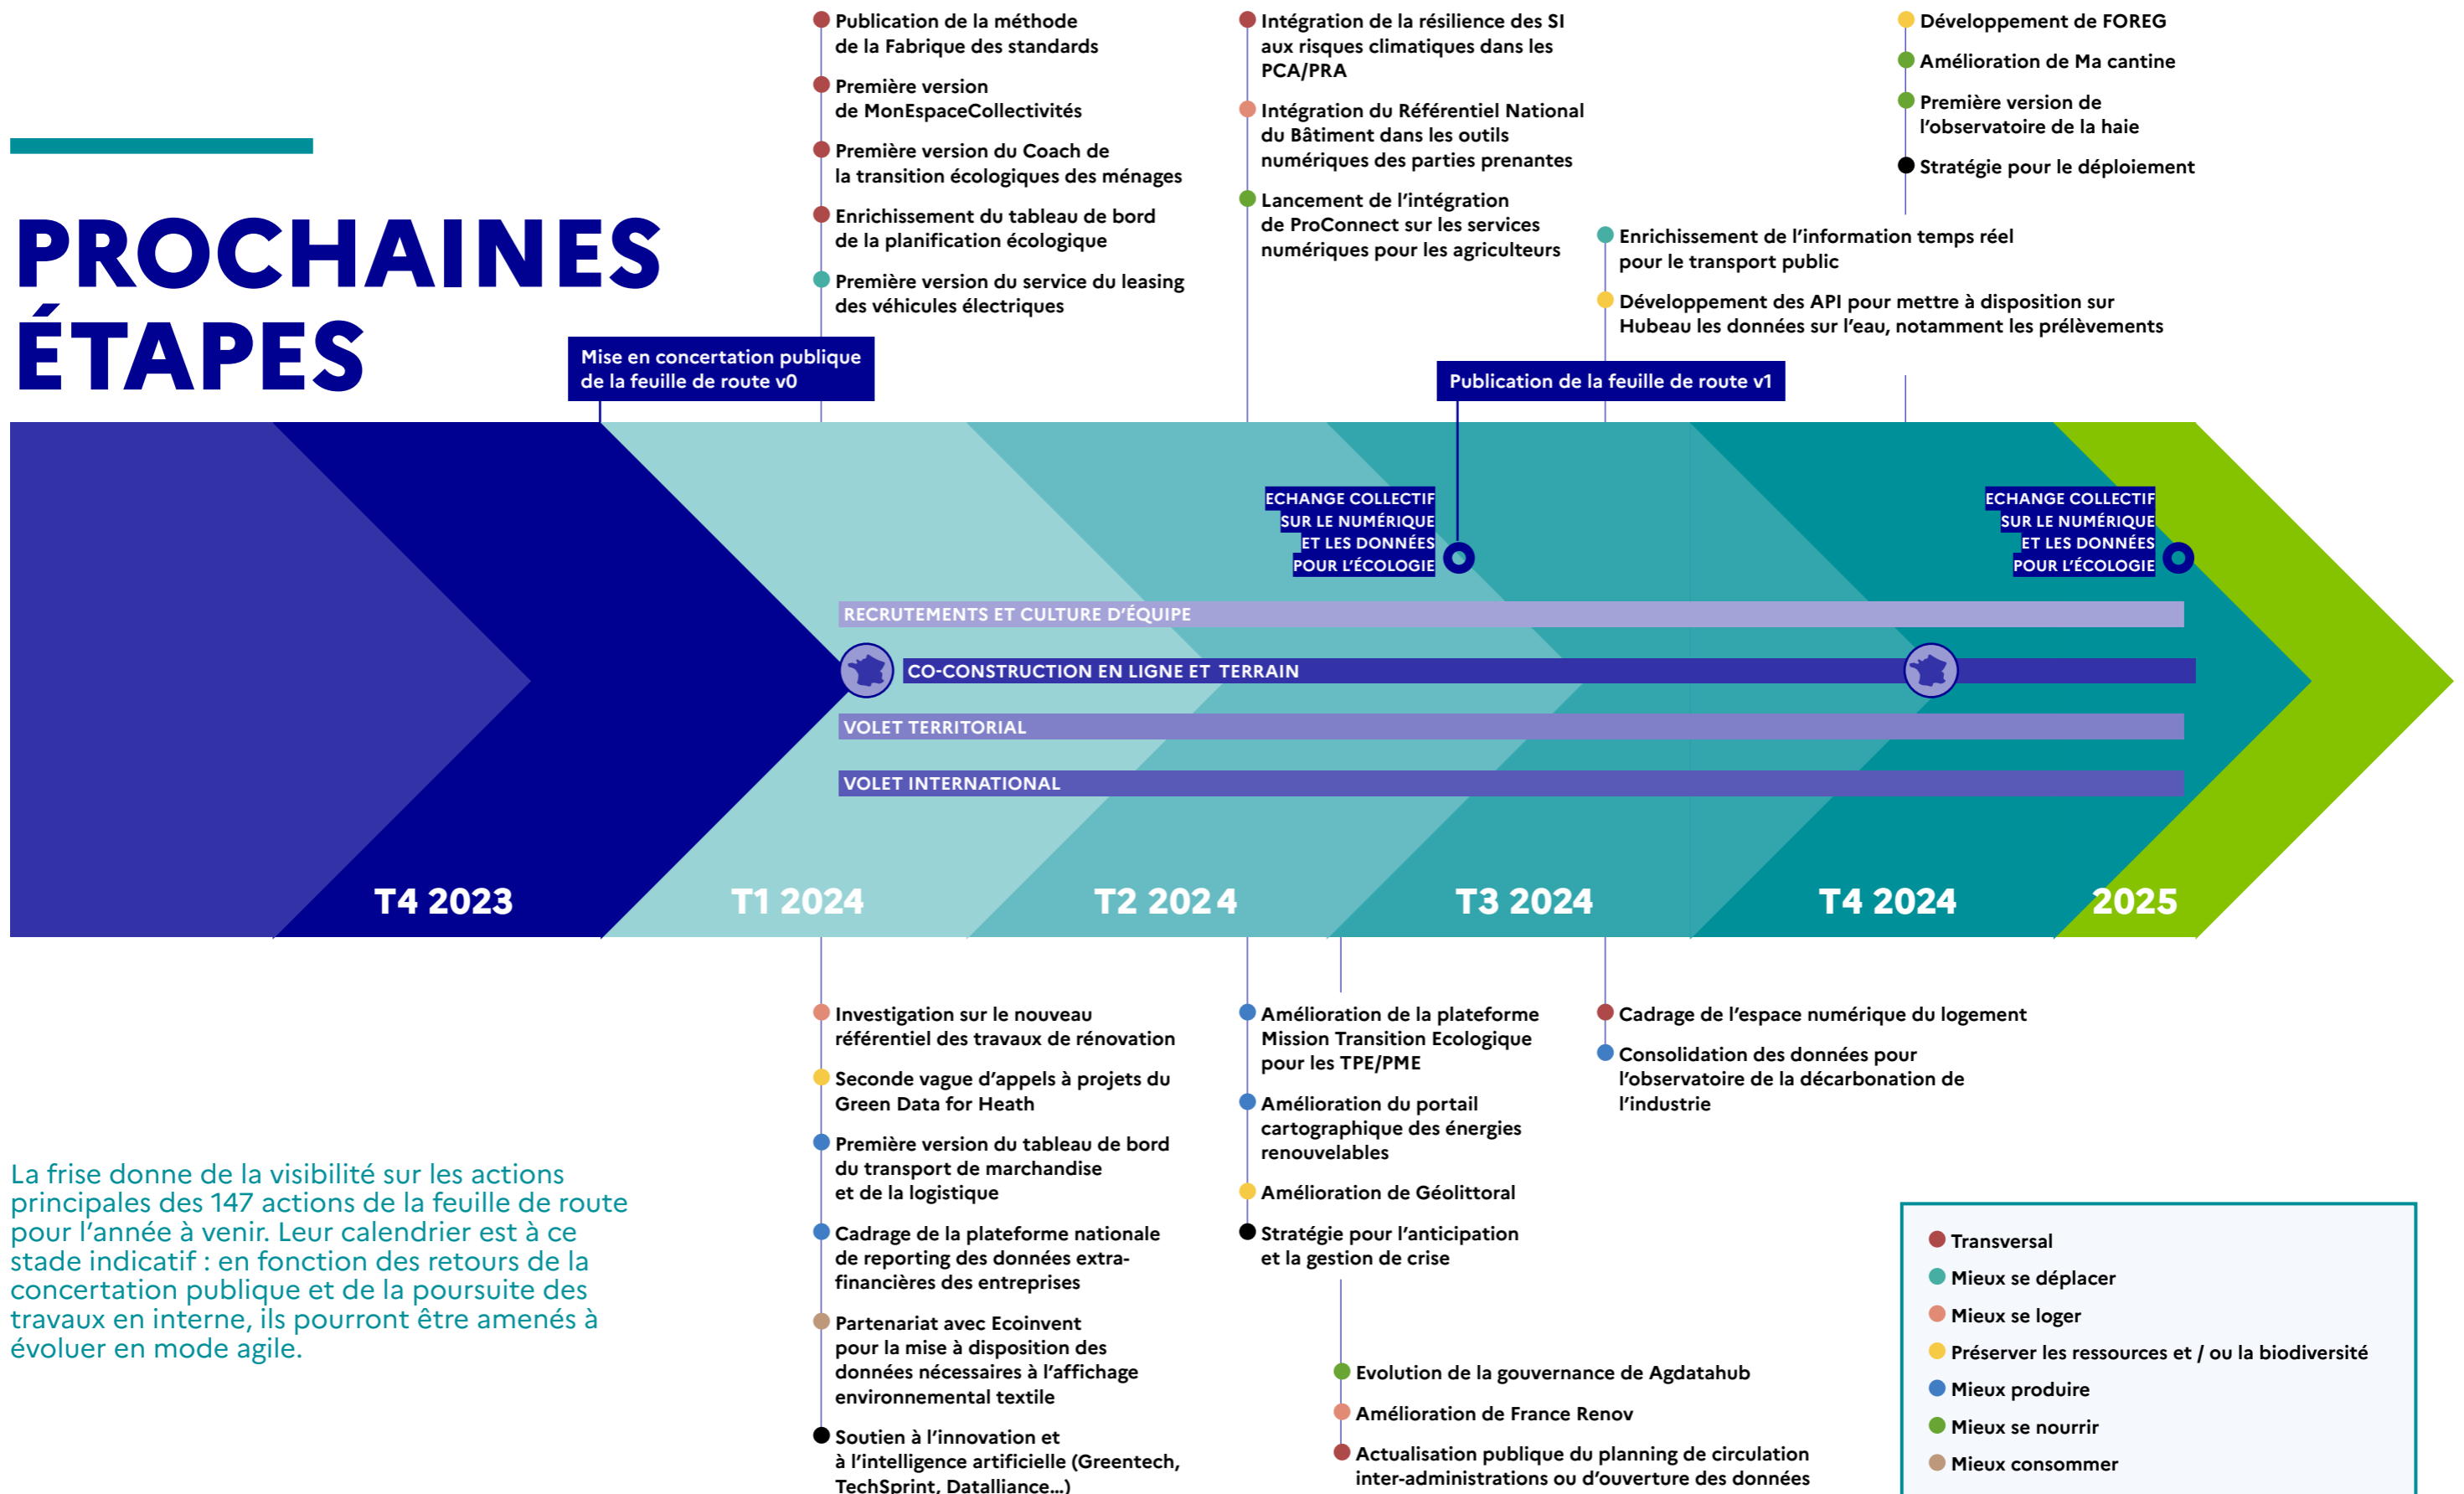 PROCHAINES
ÉTAPES
Publication de la méthode
de la Fabrique des standards
Première version
de MonEspaceCollectivités
Première version du Coach de
la transition écologiques des ménages
Enrichissement du tableau de bord
de la planification écologique
Première version du service du leasing
des véhicules électriques
Intégration de la résilience des SI
aux risques climatiques dans les
PCA/PRA
Intégration du Référentiel National
du Bâtiment dans les outils
numériques des parties prenantes
Lancement de l'intégration
de ProConnect sur les services
numériques pour les agriculteurs
Développement de FOREG
Amélioration de Ma cantine
Première version de
l'observatoire de la haie
Stratégie pour le déploiement
Enrichissement de l'information temps réel
pour le transport public
Développement des API pour mettre à disposition sur
Hubeau les données sur l'eau, notamment les prélèvements
Mise en concertation publique
de la feuille de route v0
Publication de la feuille de route v1
ECHANGE COLLECTIF
SUR LE NUMÉRIQUE
ET LES DONNÉES
POUR L'ÉCOLOGIE
ECHANGE COLLECTIF
SUR LE NUMÉRIQUE
ET LES DONNÉES
POUR L'ÉCOLOGIE
RECRUTEMENTS ET CULTURE D'ÉQUIPE
CO-CONSTRUCTION EN LIGNE ET TERRAIN
VOLET TERRITORIAL
VOLET INTERNATIONAL
T4 2023
T1 2024
T2 2024
T3 2024
T4 2024
2025
Investigation sur le nouveau
référentiel des travaux de rénovation
Seconde vague d'appels à projets du
Green Data for Heath
Première version du tableau de bord
du transport de marchandise
et de la logistique
Cadrage de la plateforme nationale
de reporting des données extra-
financières des entreprises
Partenariat avec Ecoinvent
pour la mise à disposition des
données nécessaires à l'affichage
environnemental textile
Soutien à l'innovation et
à l'intelligence artificielle (Greentech,
TechSprint, Datalliance...)
Amélioration de la plateforme
Mission Transition Ecologique
pour les TPE/PME
Amélioration du portail
cartographique des énergies
renouvelables
Amélioration de Géolittoral
Stratégie pour l'anticipation
et la gestion de crise
Evolution de la gouvernance de Agdatahub
Amélioration de France Renov
Actualisation publique du planning de circulation
inter-administrations ou d'ouverture des données
Cadrage de l'espace numérique du logement
Consolidation des données pour
l'observatoire de la décarbonation de
l'industrie
La frise donne de la visibilité sur les actions
principales des 147 actions de la feuille de route
pour l'année à venir. Leur calendrier est à ce
stade indicatif : en fonction des retours de la
concertation publique et de la poursuite des
travaux en interne, ils pourront être amenés à
évoluer en mode agile.
Transversal
Mieux se déplacer
Mieux se loger
Préserver les ressources et / ou la biodiversité
Mieux produire
Mieux se nourrir
Mieux consommer